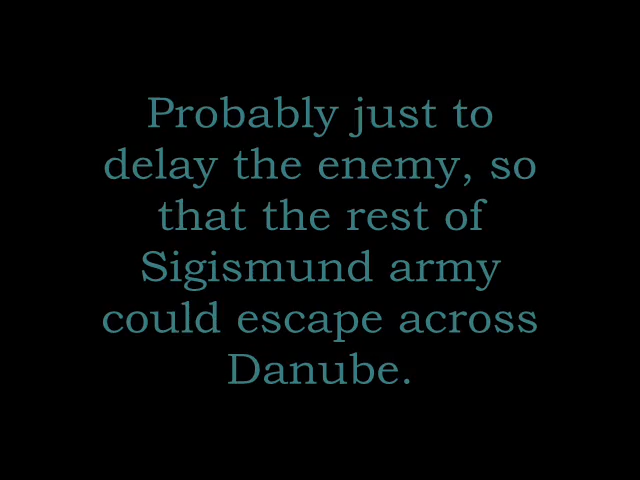 Probably just to
delay the enemy, so
that the rest of
Sigismund army
could escape across
Danube.